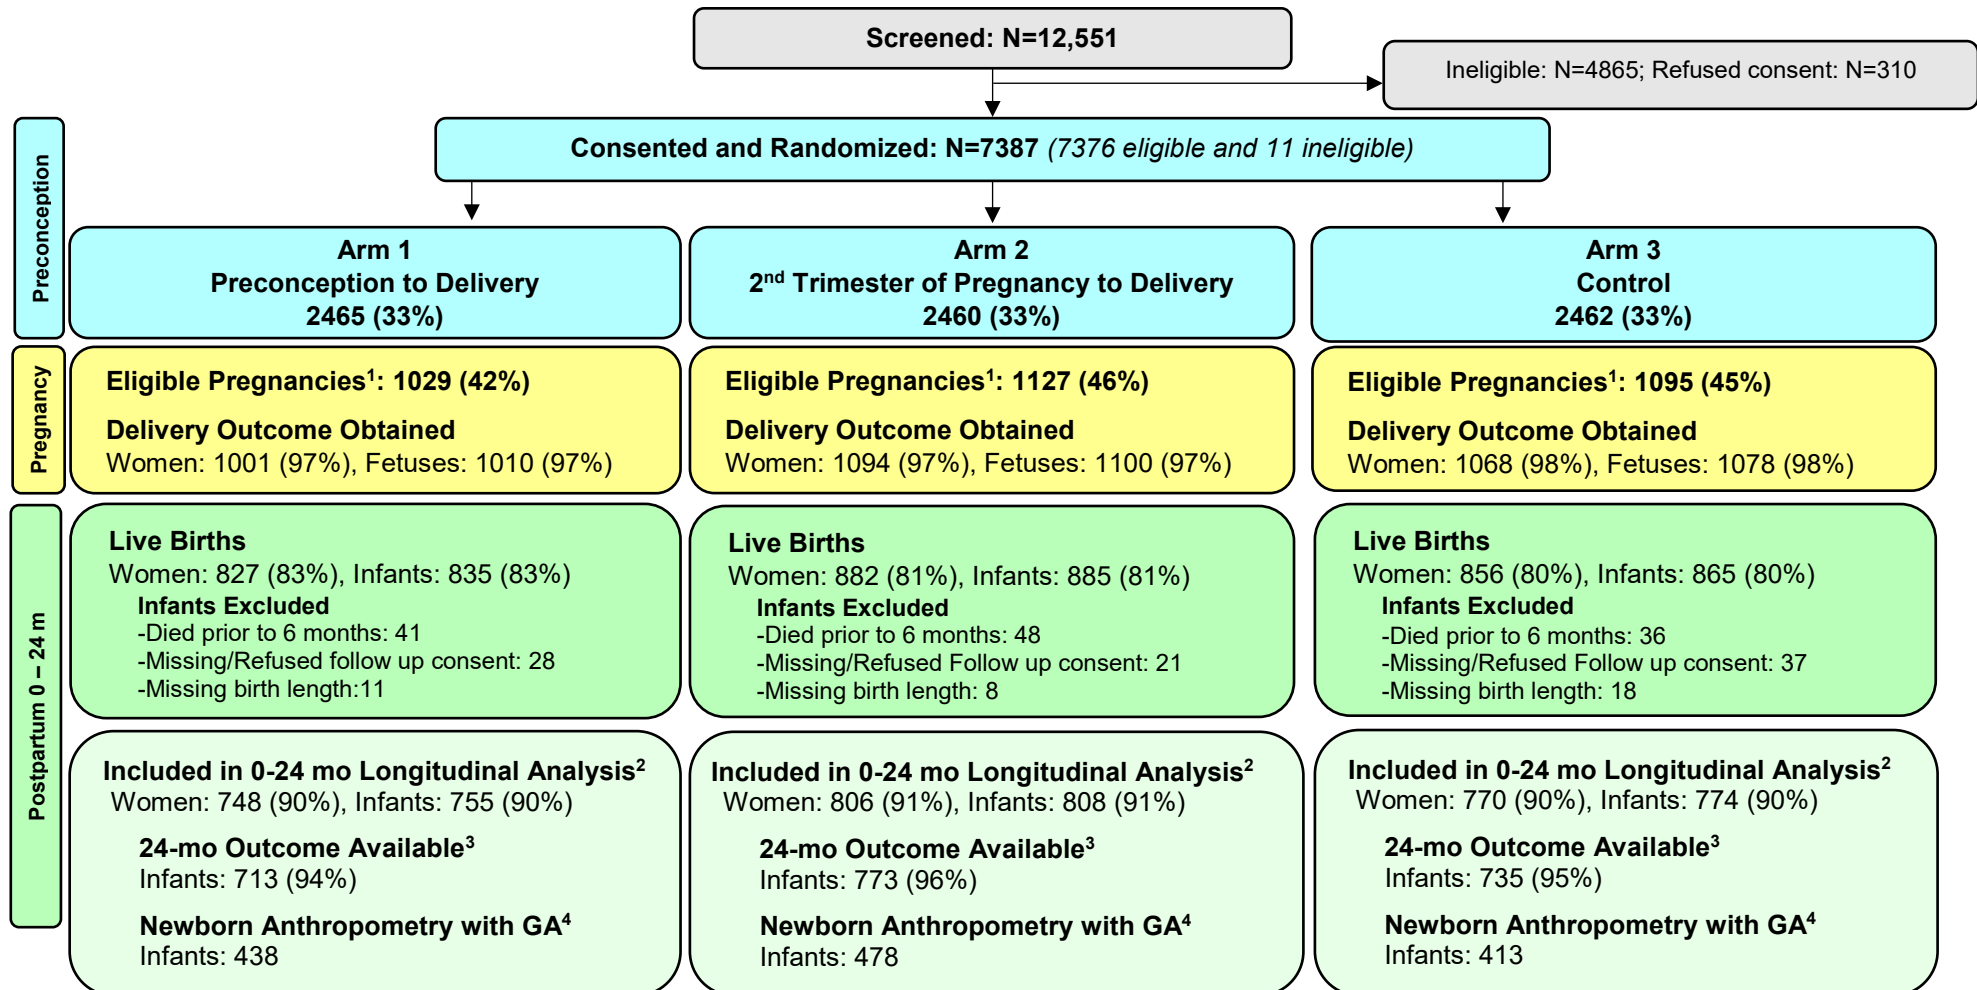 Screened: N=12,551
Ineligible: N=4865; Refused consent: N=310
Preconception
Consented and Randomized: N=7387 (7376 eligible and 11 ineligible)
Arm 1
Preconception to Delivery
2465 (33%)
Arm 2
2nd Trimester of Pregnancy to Delivery
2460 (33%)
Arm 3
Control
2462 (33%)
Pregnancy
Eligible Pregnancies¹: 1029 (42%)
Delivery Outcome Obtained
Women: 1001 (97%), Fetuses: 1010 (97%)
Eligible Pregnancies¹: 1127 (46%)
Delivery Outcome Obtained
Women: 1094 (97%), Fetuses: 1100 (97%)
Eligible Pregnancies¹: 1095 (45%)
Delivery Outcome Obtained
Women: 1068 (98%), Fetuses: 1078 (98%)
Postpartum 0 – 24 m
Live Births
Women: 827 (83%), Infants: 835 (83%)
Infants Excluded
-Died prior to 6 months: 41
-Missing/Refused follow up consent: 28
-Missing birth length:11
Live Births
Women: 882 (81%), Infants: 885 (81%)
Infants Excluded
-Died prior to 6 months: 48
-Missing/Refused Follow up consent: 21
-Missing birth length: 8
Live Births
Women: 856 (80%), Infants: 865 (80%)
Infants Excluded
-Died prior to 6 months: 36
-Missing/Refused Follow up consent: 37
-Missing birth length: 18
Included in 0-24 mo Longitudinal Analysis²
Women: 748 (90%), Infants: 755 (90%)
24-mo Outcome Available³
Infants: 713 (94%)
Newborn Anthropometry with GA⁴
Infants: 438
Included in 0-24 mo Longitudinal Analysis²
Women: 806 (91%), Infants: 808 (91%)
24-mo Outcome Available³
Infants: 773 (96%)
Newborn Anthropometry with GA⁴
Infants: 478
Included in 0-24 mo Longitudinal Analysis²
Women: 770 (90%), Infants: 774 (90%)
24-mo Outcome Available³
Infants: 735 (95%)
Newborn Anthropometry with GA⁴
Infants: 413